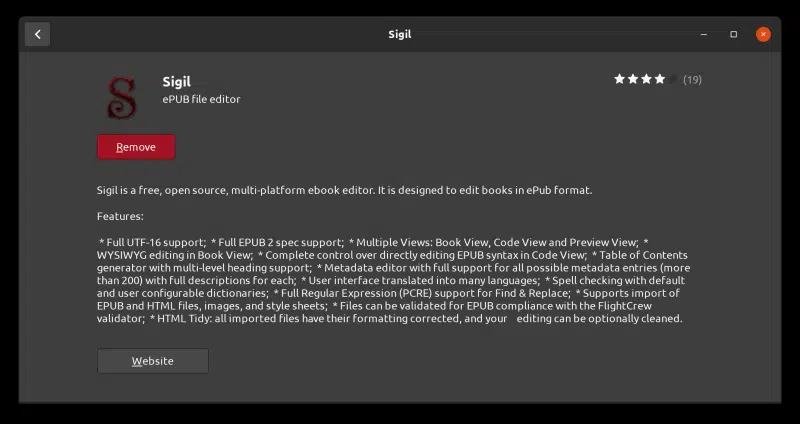 Sigil
Sigil
ePUB file editor
(19)
Remove
Sigil is a free, open source, multi-platform ebook editor. It is designed to edit books in ePub format.
Features:
* Full UTF-16 support;  * Full EPUB 2 spec support;  * Multiple Views: Book View, Code View and Preview View;  *
WYSIWYG editing in Book View;  * Complete control over directly editing EPUB syntax in Code View;  * Table of Contents
generator with multi-level heading support;  * Metadata editor with full support for all possible metadata entries (more
than 200) with full descriptions for each;  * User interface translated into many languages;  * Spell checking with default
and user configurable dictionaries;  * Full Regular Expression (PCRE) support for Find & Replace;  * Supports import of
EPUB and HTML files, images, and style sheets;  * Files can be validated for EPUB compliance with the FlightCrew
validator;  * HTML Tidy: all imported files have their formatting corrected, and your   editing can be optionally cleaned.
Website